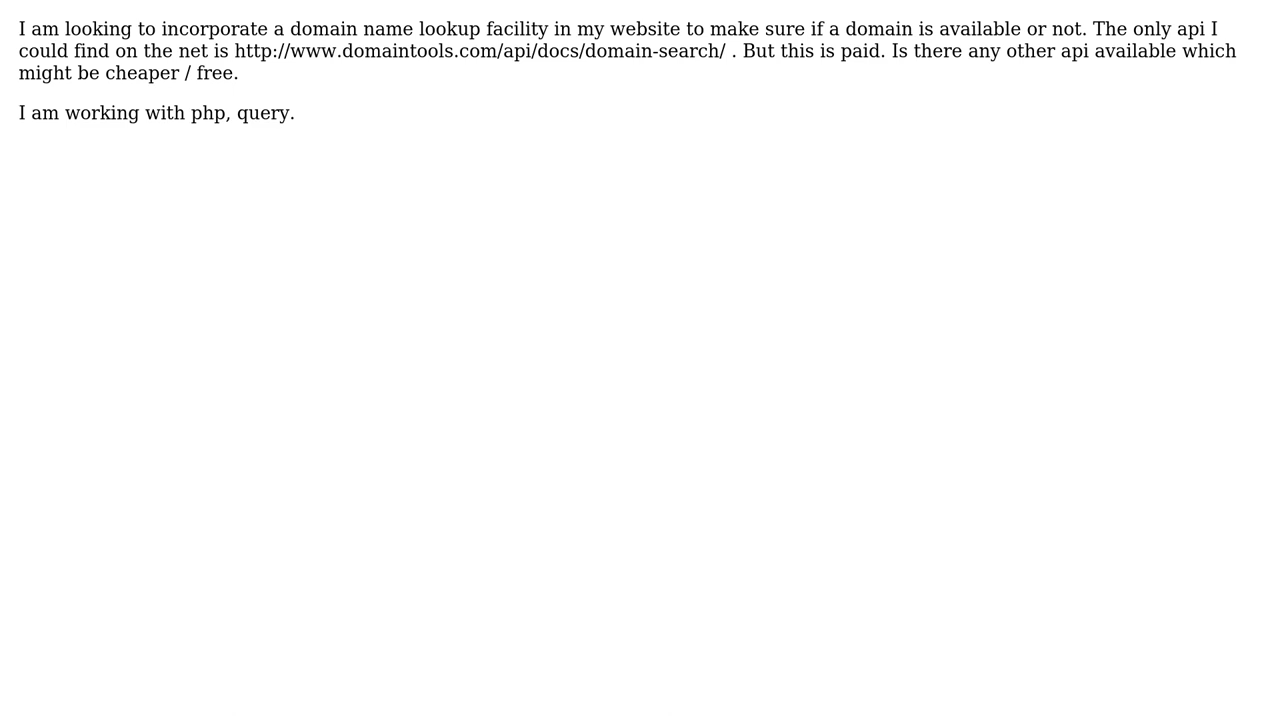 I am looking to incorporate a domain name lookup facility in my website to make sure if a domain is available or not. The only api I
could find on the net is http://www.domaintools.com/api/docs/domain-search/ . But this is paid. Is there any other api available which
might be cheaper / free.
I am working with php, query.